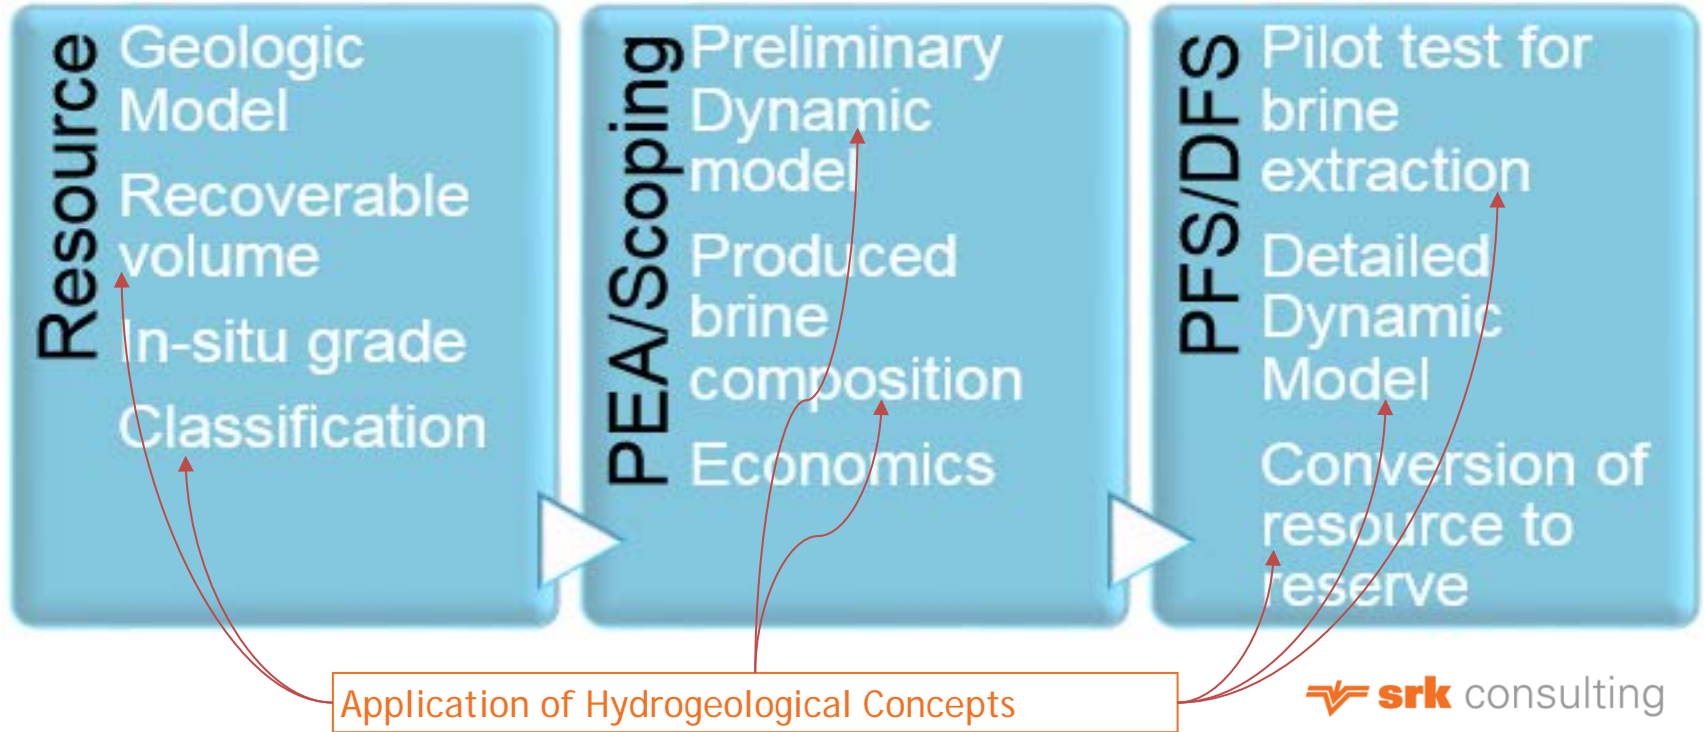 Resource
Geologic
Model
Recoverable
volume
In-situ grade
Classification
PEA/Scoping
Preliminary
Dynamic
model
Produced
brine
composition
Economics
PFS/DFS
Pilot test for
brine
extraction
Detailed
Dynamic
Model
Conversion of
resource to
reserve
Application of Hydrogeological Concepts
srk consulting